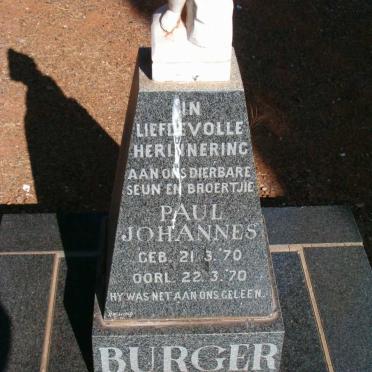 IN
LIEFDEVOLLE
HERINNERING
AAN ONS DIERBARE
SEUN EN BROERTJIE
PAUL
JOHANNES
GEB. 21.3.70
OORL. 22.3.70
HY WAS NET AAN ONS GELEEN.
BURGER